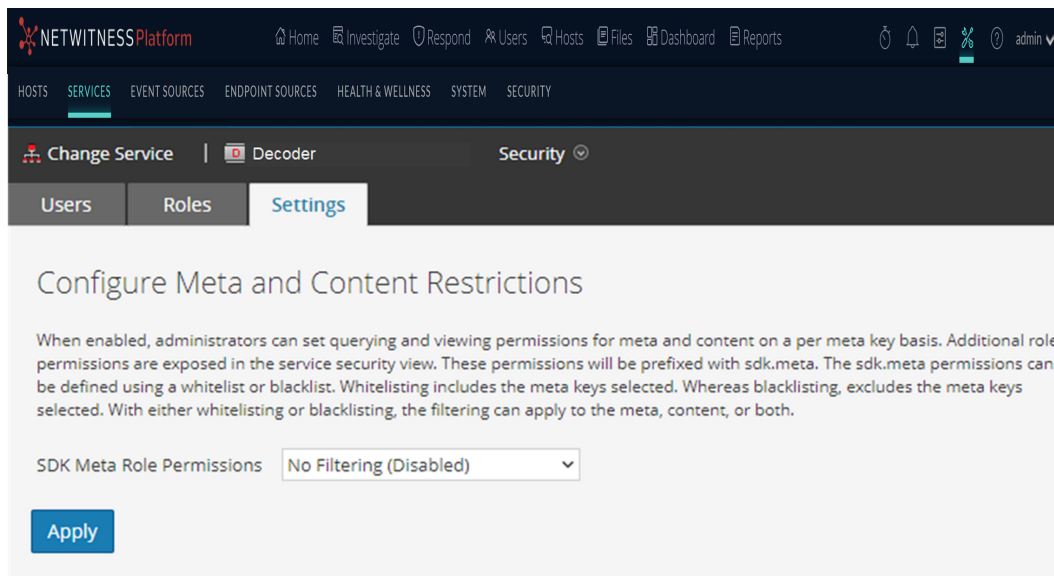 NETWITNESS Platform Home Investigate Respond Users Hosts Files Dashboard Reports admin
HOSTS SERVICES EVENT SOURCES ENDPOINT SOURCES HEALTH & WELLNESS SYSTEM SECURITY
Change Service | D Decoder Security
Users Roles Settings
Configure Meta and Content Restrictions
When enabled, administrators can set querying and viewing permissions for meta and content on a per meta key basis. Additional role
permissions are exposed in the service security view. These permissions will be prefixed with sdk.meta. The sdk.meta permissions can
be defined using a whitelist or blacklist. Whitelisting includes the meta keys selected. Whereas blacklisting, excludes the meta keys
selected. With either whitelisting or blacklisting, the filtering can apply to the meta, content, or both.
SDK Meta Role Permissions No Filtering (Disabled)
Apply